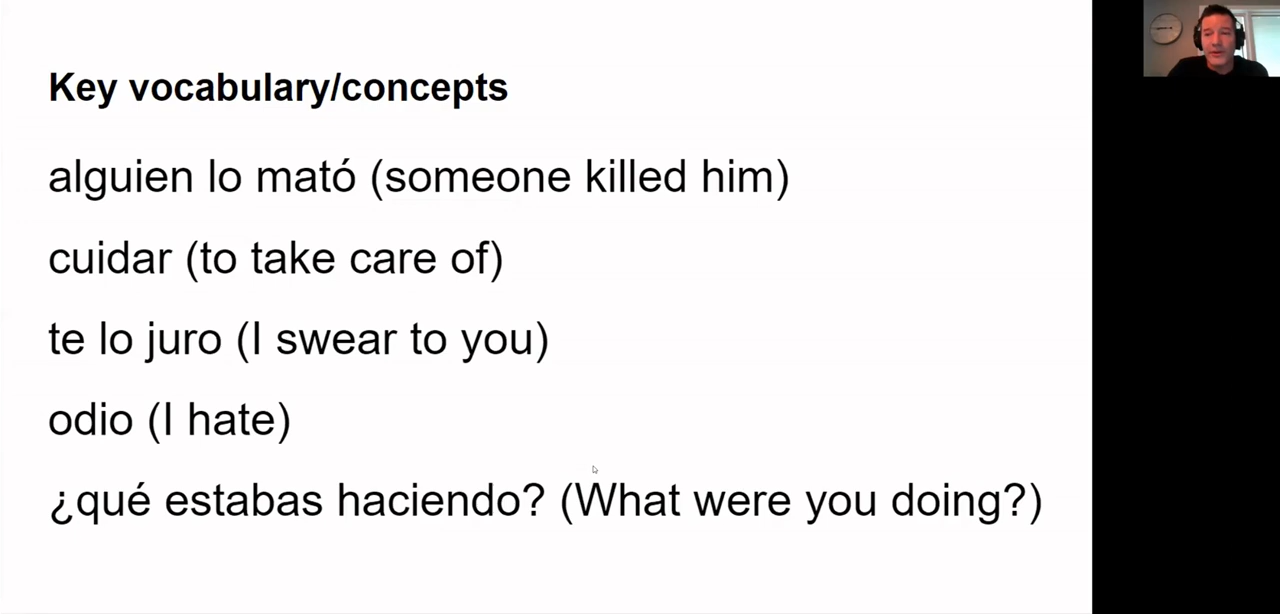 Key vocabulary/concepts
alguien lo mató (someone killed him)
cuidar (to take care of)
te lo juro (I swear to you)
odio (I hate)
¿qué estabas haciendo? (What were you doing?)